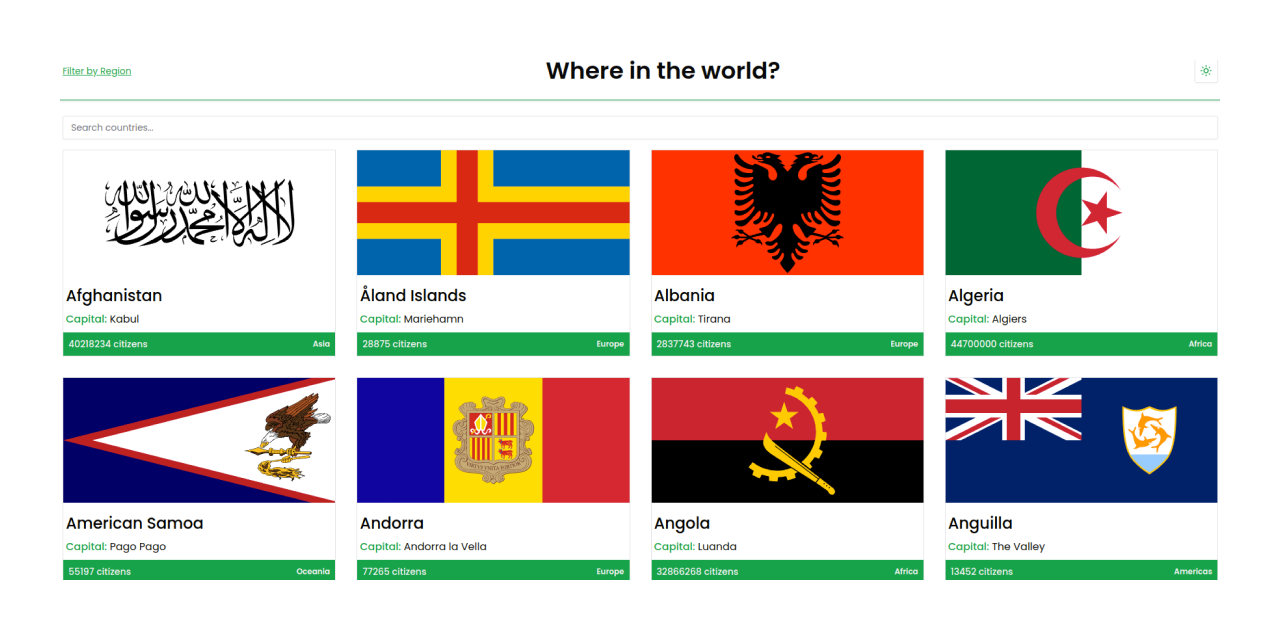 Filter by Region
Where in the world?
Search countries...
لا إله إلا الله محمد رسول الله
Afghanistan
Capital: Kabul
40218234 citizens
Asia
Åland Islands
Capital: Mariehamn
28875 citizens
Europe
Albania
Capital: Tirana
2837743 citizens
Europe
Algeria
Capital: Algiers
44700000 citizens
Africa
American Samoa
Capital: Pago Pago
55197 citizens
Oceania
VIRTVS VNITA FORTIOR
Andorra
Capital: Andorra la Vella
77265 citizens
Europe
Angola
Capital: Luanda
32866268 citizens
Africa
Anguilla
Capital: The Valley
13452 citizens
Americas